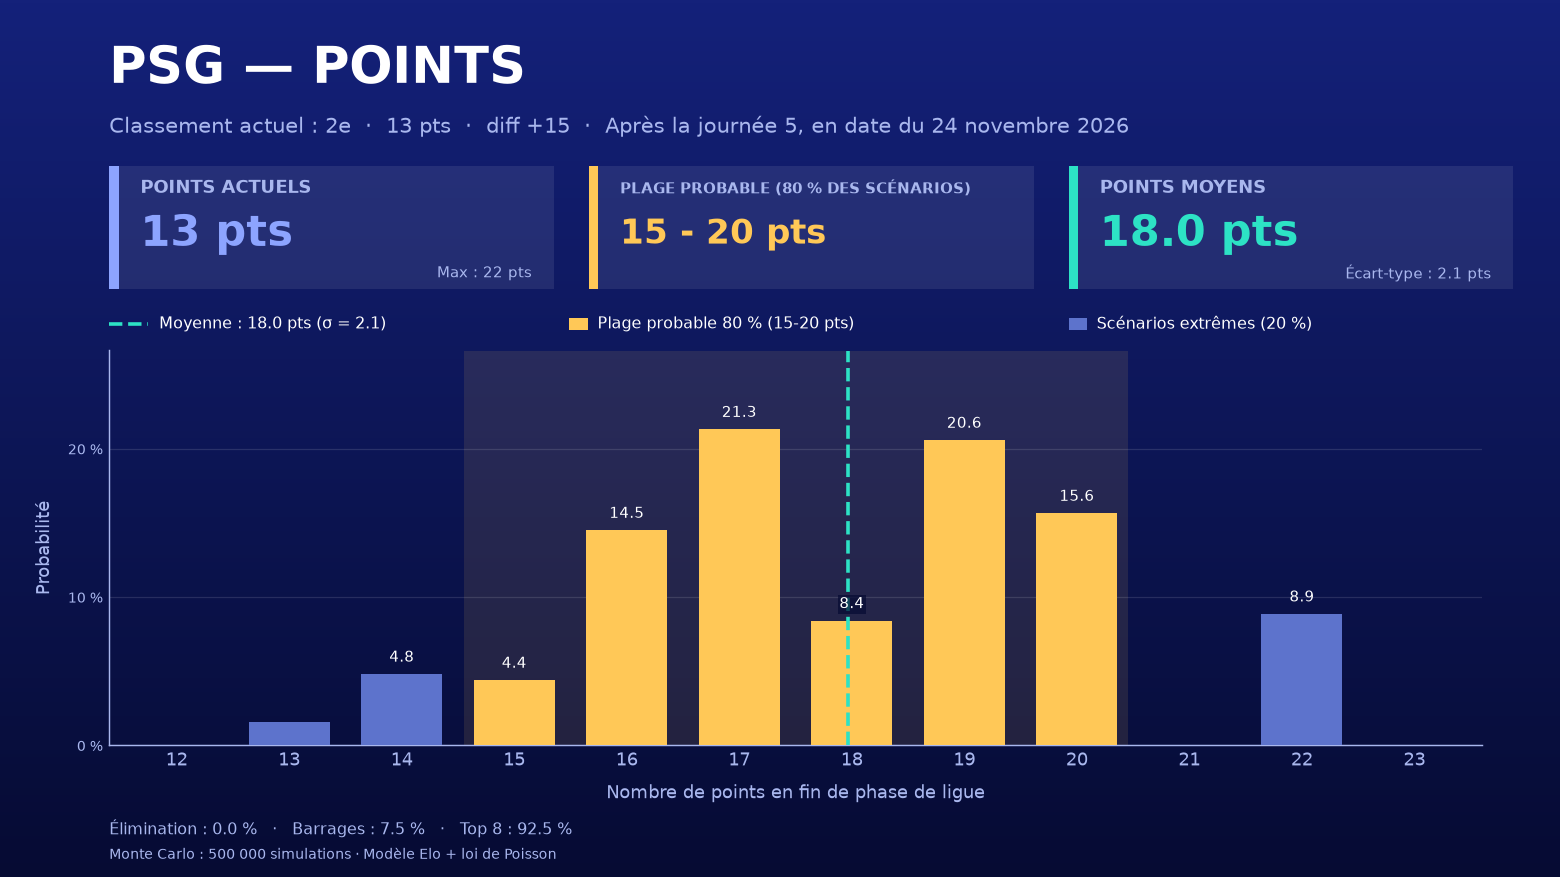 PSG — POINTS
Classement actuel : 2e · 13 pts · diff +15 · Après la journée 5, en date du 24 novembre 2026
POINTS ACTUELS
13 pts
Max : 22 pts
PLAGE PROBABLE (80 % DES SCÉNARIOS)
15 - 20 pts
POINTS MOYENS
18.0 pts
Écart-type : 2.1 pts
Moyenne : 18.0 pts (σ = 2.1)
Plage probable 80 % (15-20 pts)
Scénarios extrêmes (20 %)
Probabilité
20 %
10 %
0 %
4.8
4.4
14.5
21.3
8.4
20.6
15.6
8.9
12 13 14 15 16 17 18 19 20 21 22 23
Nombre de points en fin de phase de ligue
Élimination : 0.0 % · Barrages : 7.5 % · Top 8 : 92.5 %
Monte Carlo : 500 000 simulations · Modèle Elo + loi de Poisson